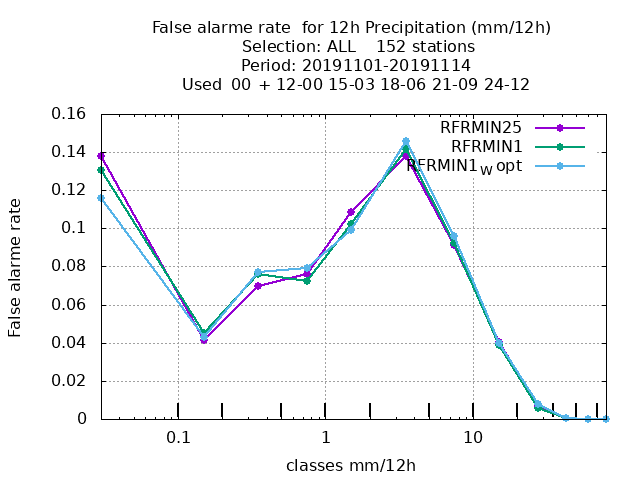 False alarme rate  for 12h Precipitation (mm/12h)
Selection: ALL    152 stations
Period: 20191101-20191114
Used  00 + 12-00 15-03 18-06 21-09 24-12
RFRMIN25
RFRMIN1
RFRMIN1W opt
False alarme rate
0.16
0.14
0.12
0.1
0.08
0.06
0.04
0.02
0
0.1
1
10
classes mm/12h